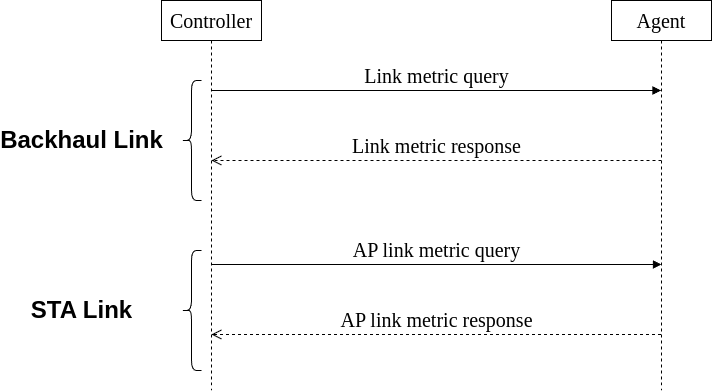 Controller
Agent
Link metric query
Backhaul Link
Link metric response
AP link metric query
STA Link
AP link metric response